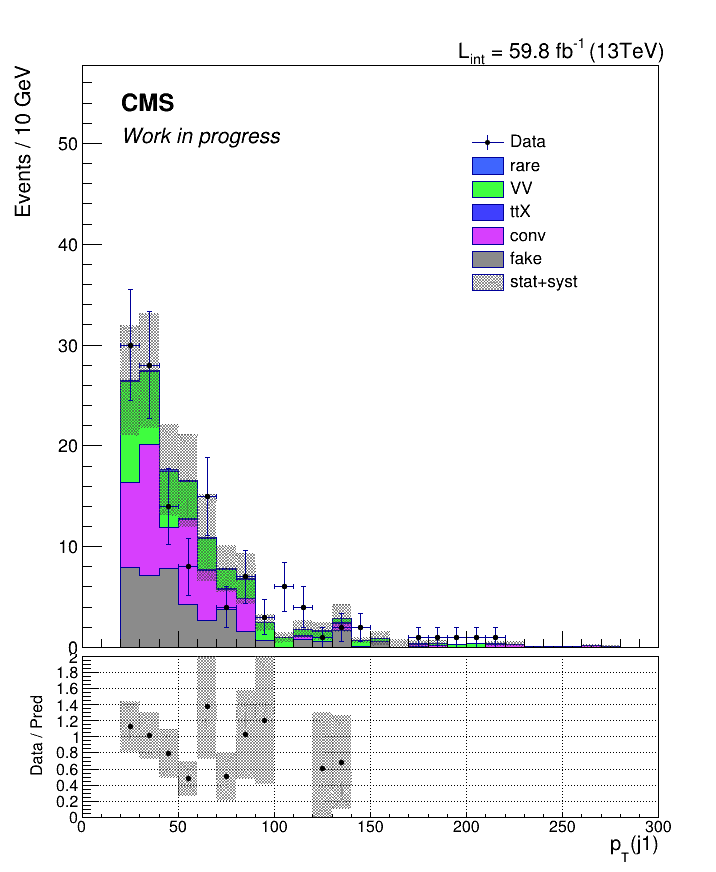 L_int = 59.8 fb^-1 (13TeV)
Events / 10 GeV
CMS
Work in progress
Data
rare
VV
ttX
conv
fake
stat+syst
50
40
30
20
10
0
Data / Pred
2
1.8
1.6
1.4
1.2
1
0.8
0.6
0.4
0.2
0
0 50 100 150 200 250 300
p_T(j1)